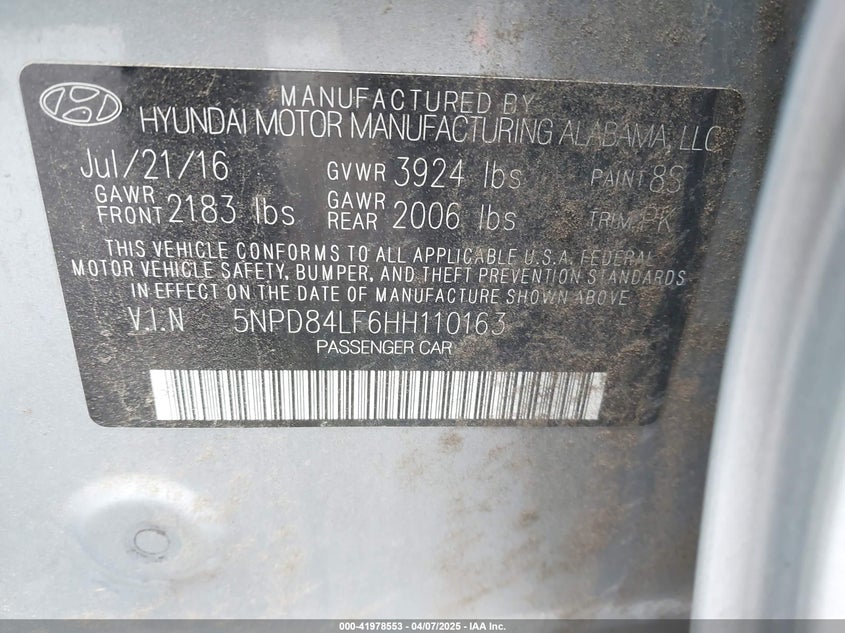 MANUFACTURED BY
HYUNDAI MOTOR MANUFACTURING ALABAMA, LLC
Jul/21/16 GVWR 3924 lbs PAINT 8S
GAWR FRONT 2183 lbs GAWR REAR 2006 lbs TRIM PK
THIS VEHICLE CONFORMS TO ALL APPLICABLE U.S.A. FEDERAL
MOTOR VEHICLE SAFETY, BUMPER, AND THEFT PREVENTION STANDARDS
IN EFFECT ON THE DATE OF MANUFACTURE SHOWN ABOVE
V.I.N 5NPD84LF6HH110163
PASSENGER CAR
000-41978553 - 04/07/2025 - IAA Inc.